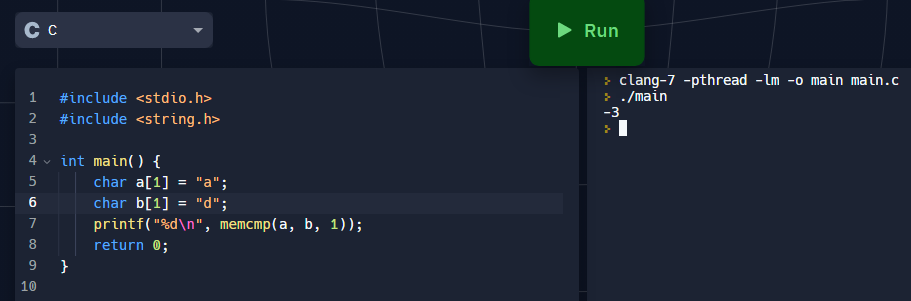 C C
Run
1 #include <stdio.h>
2 #include <string.h>
3
4 int main() {
5 char a[1] = "a";
6 char b[1] = "d";
7 printf("%d\n", memcmp(a, b, 1));
8 return 0;
9 }
10
clang-7 -pthread -lm -o main main.c
./main
-3